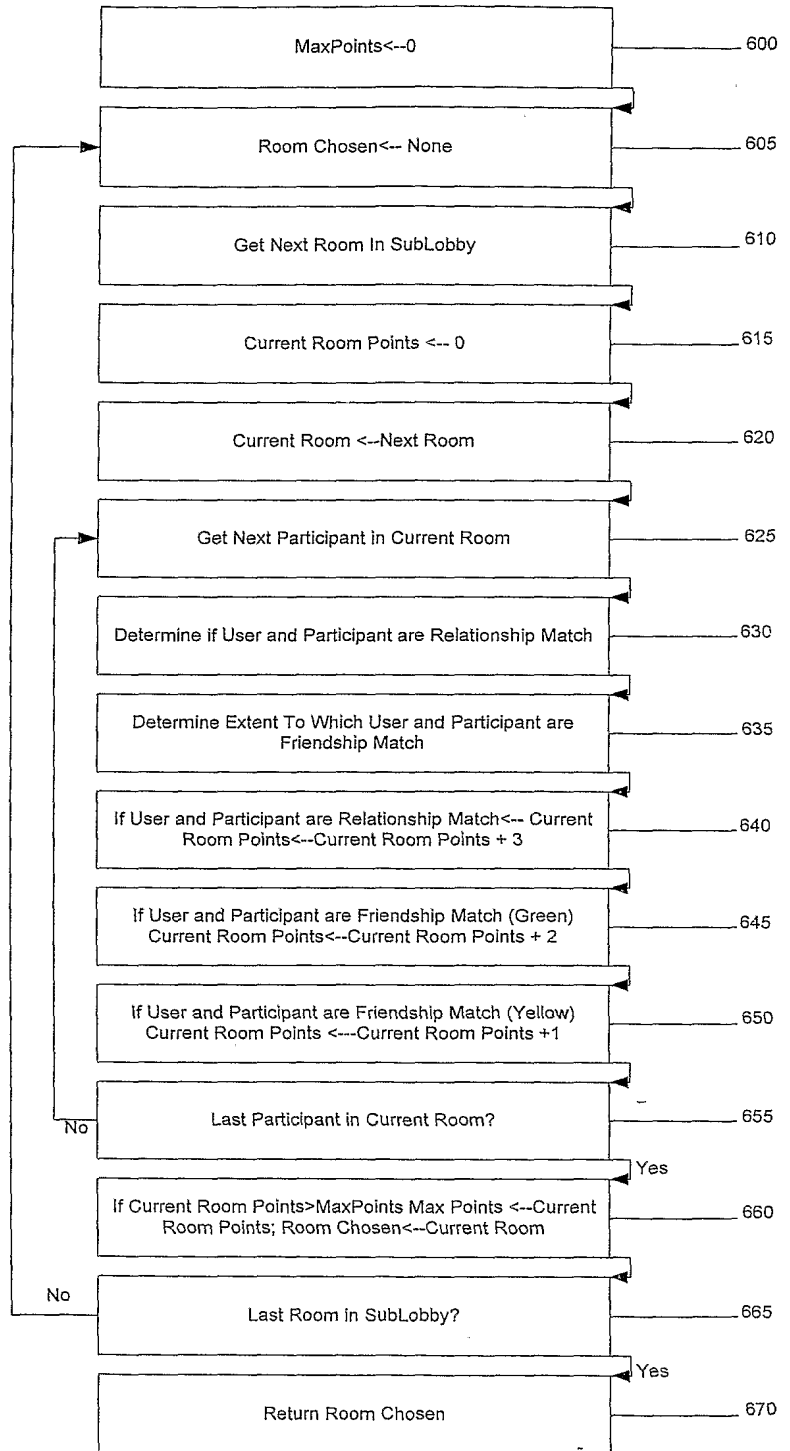 MaxPoints<--0
600
Room Chosen<-- None
605
Get Next Room In SubLobby
610
Current Room Points <-- 0
615
Current Room <--Next Room
620
Get Next Participant in Current Room
625
Determine if User and Participant are Relationship Match
630
Determine Extent To Which User and Participant are
Friendship Match
635
If User and Participant are Relationship Match<-- Current
Room Points<--Current Room Points + 3
640
If User and Participant are Friendship Match (Green)
Current Room Points<--Current Room Points + 2
645
If User and Participant are Friendship Match (Yellow)
Current Room Points <---Current Room Points +1
650
Last Participant in Current Room?
655
No
Yes
If Current Room Points>MaxPoints Max Points <--Current
Room Points; Room Chosen<--Current Room
660
No
Last Room in SubLobby?
665
Yes
Return Room Chosen
670